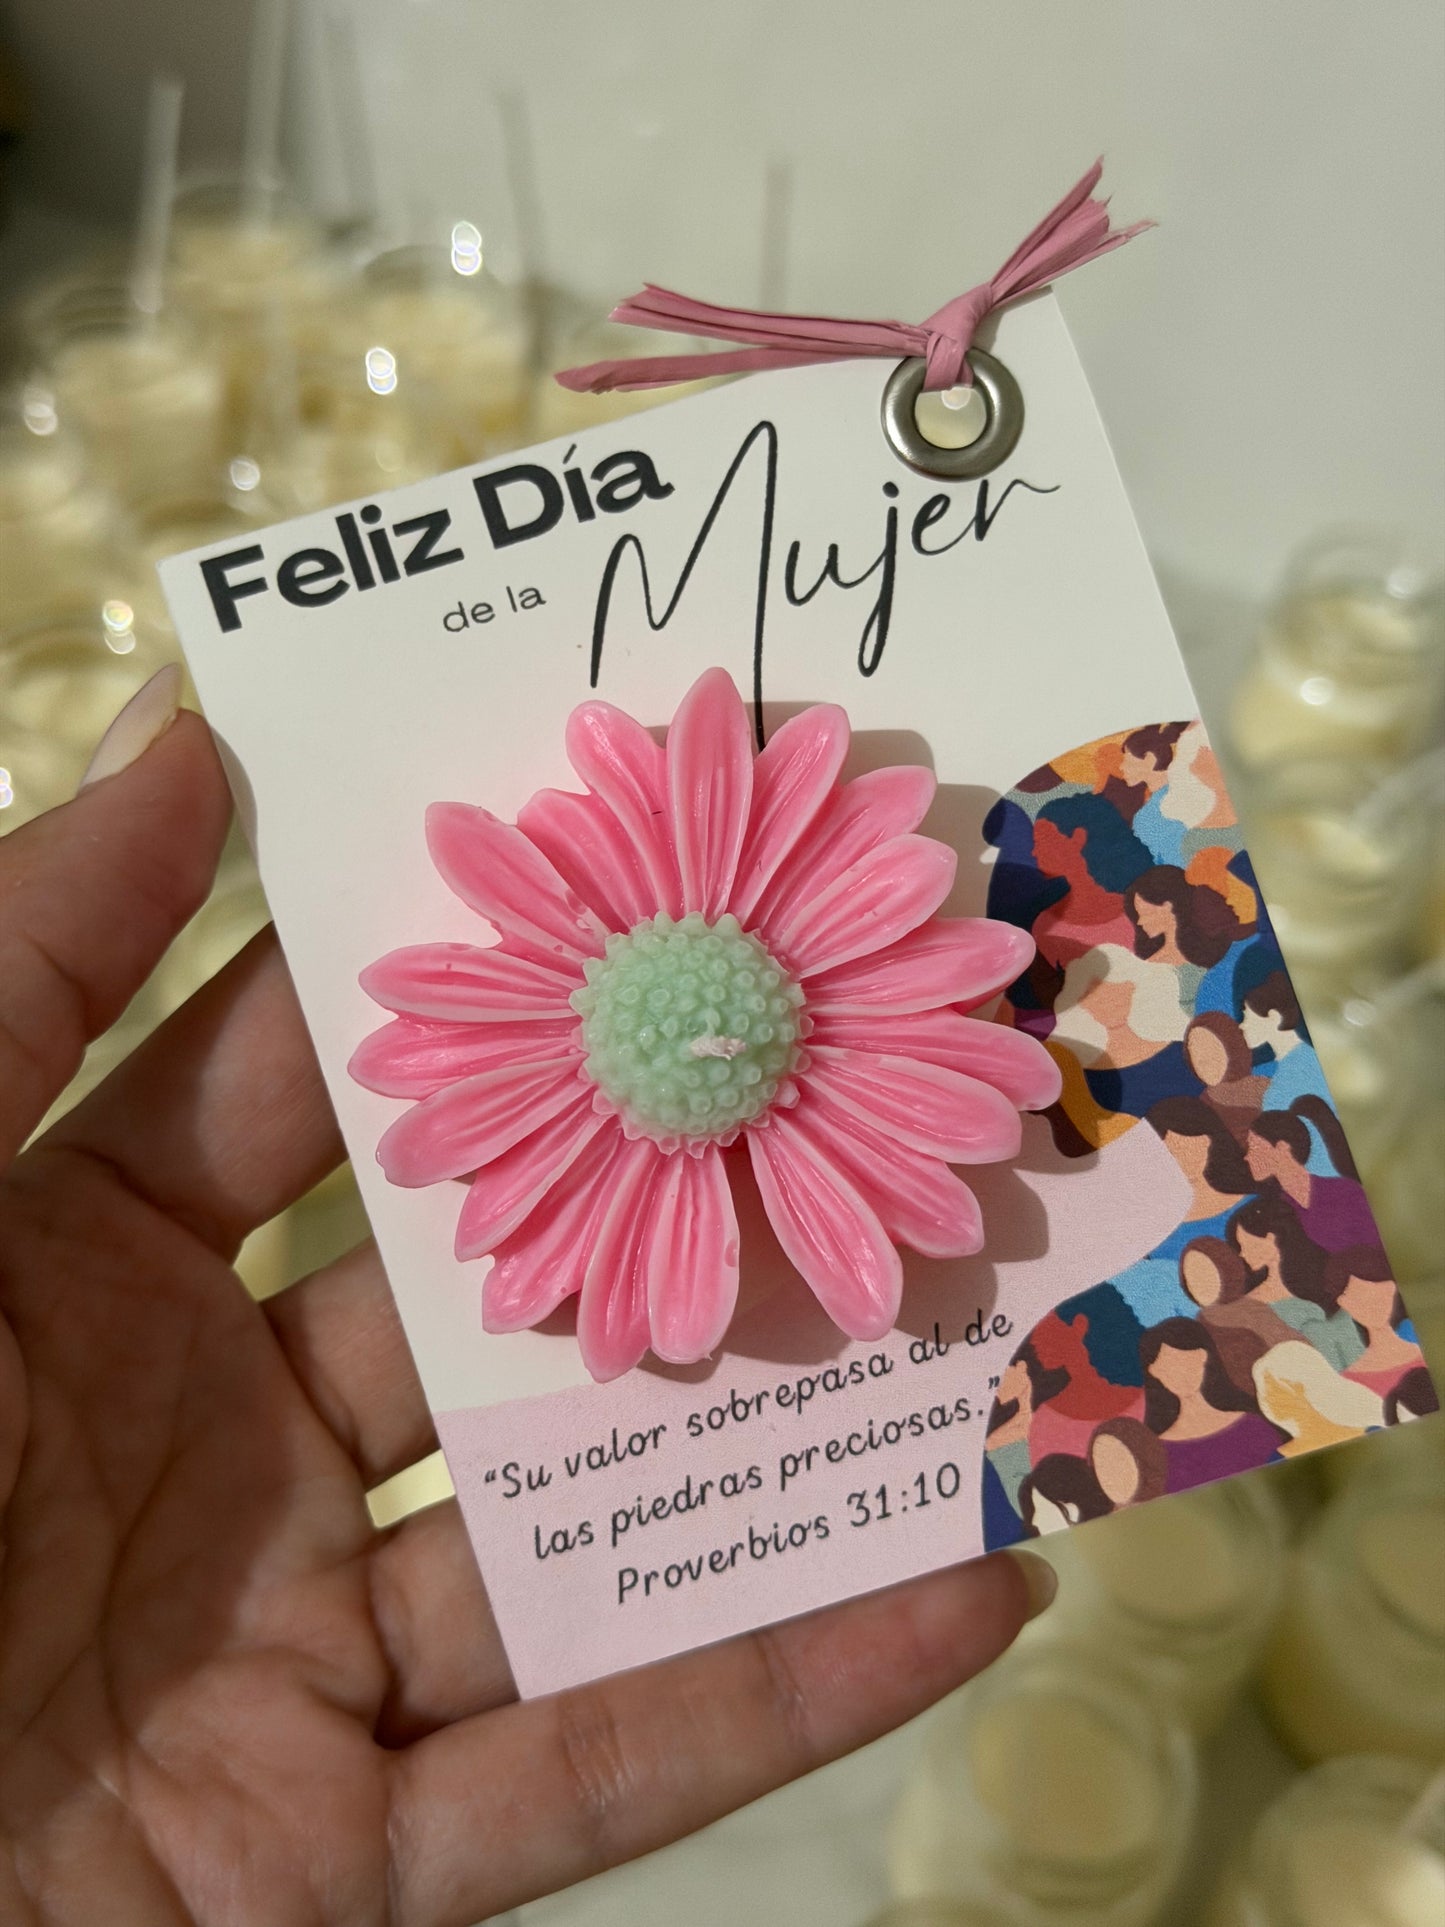 Feliz Día
de la Mujer
“Su valor sobrepasa al de
las piedras preciosas.”
Proverbios 31:10